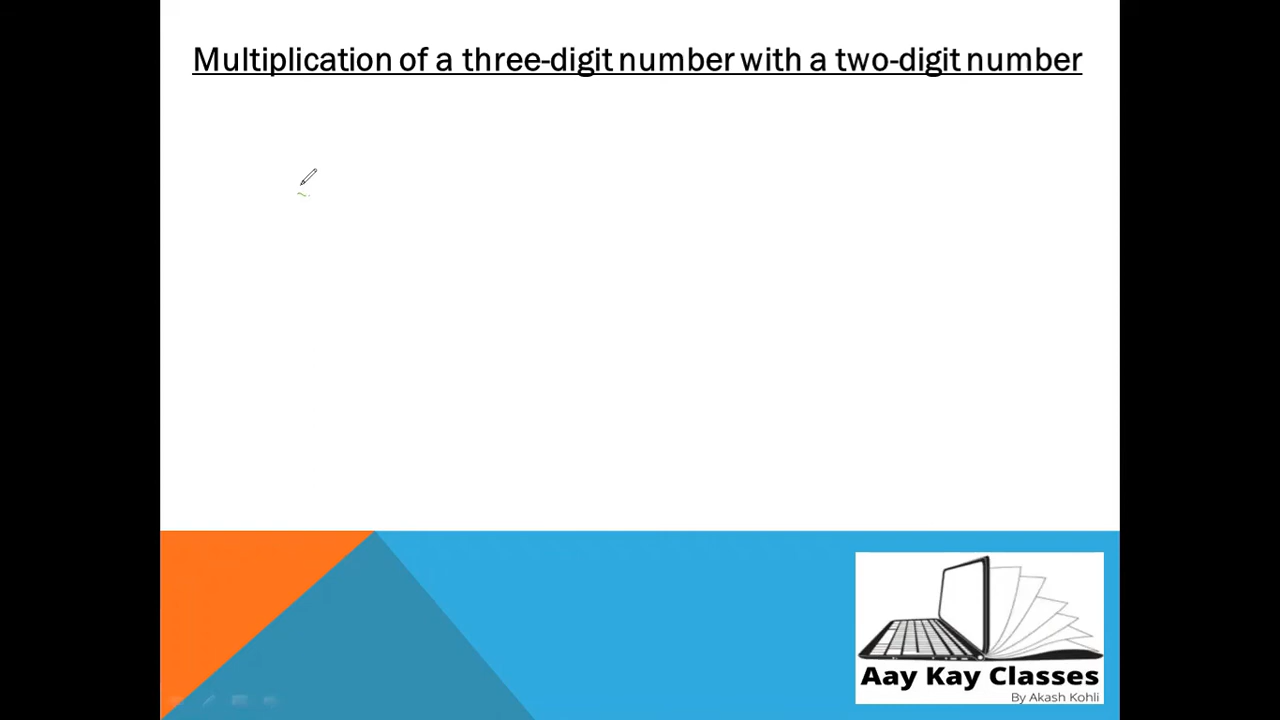 Multiplication of a three-digit number with a two-digit number
Aay Kay Classes
By Akash Kohli